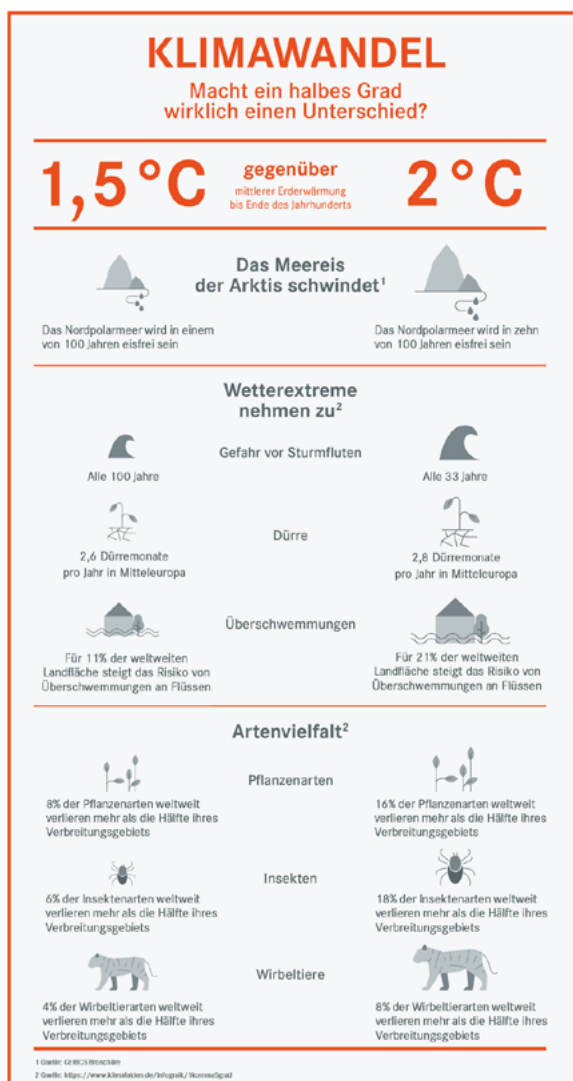 KLIMAWANDEL
Macht ein halbes Grad
wirklich einen Unterschied?
1,5 °C
gegenüber
mittlerer Erderwärmung
bis Ende des Jahrhunderts
2 °C
Das Meereis
der Arktis schwindet¹
Das Nordpolarmeer wird in einem
von 100 Jahren eisfrei sein
Das Nordpolarmeer wird in zehn
von 100 Jahren eisfrei sein
Wetterextreme
nehmen zu²
Gefahr vor Sturmfluten
Alle 100 Jahre
Alle 33 Jahre
Dürre
2,6 Dürremonate
pro Jahr in Mitteleuropa
2,8 Dürremonate
pro Jahr in Mitteleuropa
Überschwemmungen
Für 11% der weltweiten
Landfläche steigt das Risiko von
Überschwemmungen an Flüssen
Für 21% der weltweiten
Landfläche steigt das Risiko von
Überschwemmungen an Flüssen
Artenvielfalt²
Pflanzenarten
8% der Pflanzenarten weltweit
verlieren mehr als die Hälfte ihres
Verbreitungsgebiets
16% der Pflanzenarten weltweit
verlieren mehr als die Hälfte ihres
Verbreitungsgebiets
Insekten
6% der Insektenarten weltweit
verlieren mehr als die Hälfte ihres
Verbreitungsgebiets
18% der Insektenarten weltweit
verlieren mehr als die Hälfte ihres
Verbreitungsgebiets
Wirbeltiere
4% der Wirbeltierarten weltweit
verlieren mehr als die Hälfte ihres
Verbreitungsgebiets
8% der Wirbeltierarten weltweit
verlieren mehr als die Hälfte ihres
Verbreitungsgebiets
1 Quelle: GERICS Broschüre
2 Quelle: https://www.klimafakten.de/infografik/1komma5grad